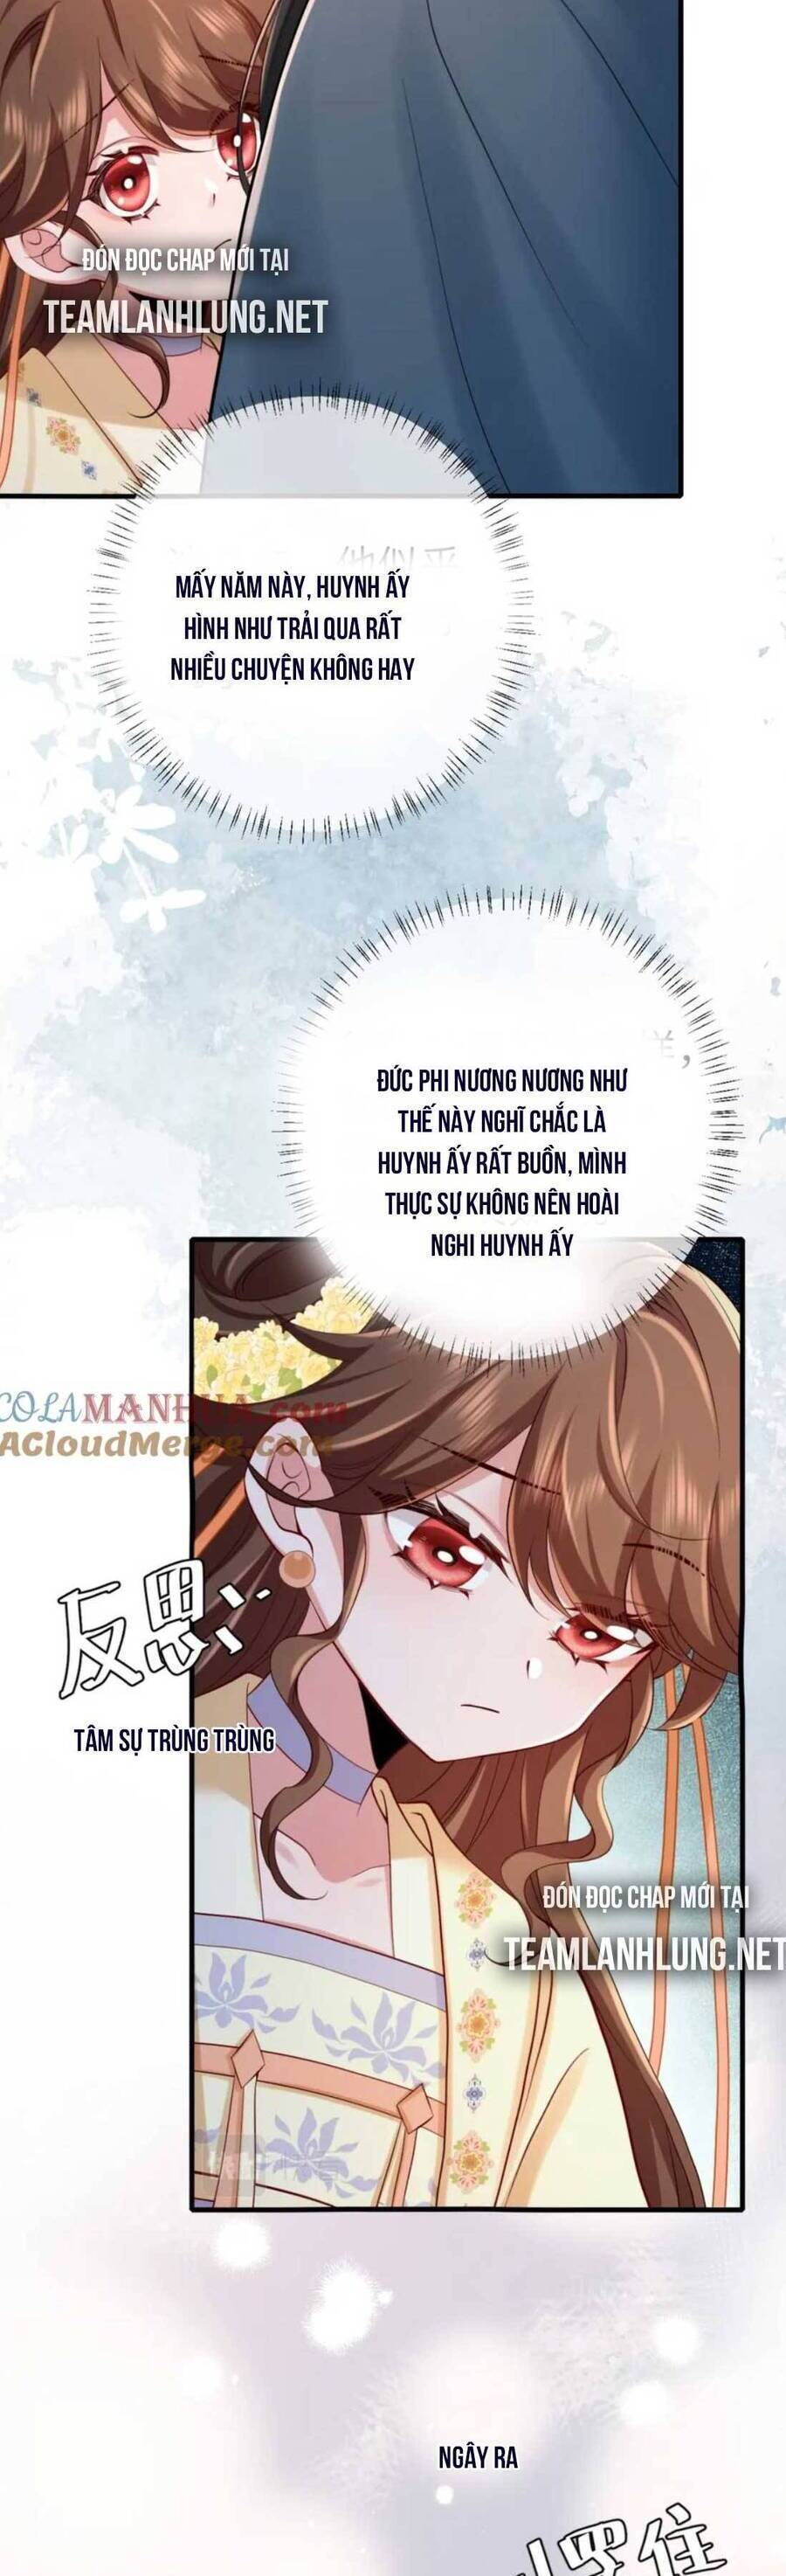 ĐÓN ĐỌC CHAP MỚI TẠI
TEAMLANHLUNG.NET
MẤY NĂM NÀY, HUYNH ẤY
HÌNH NHƯ TRẢI QUA RẤT
NHIỀU CHUYỆN KHÔNG HAY
ĐỨC PHI NƯƠNG NƯƠNG NHƯ
THẾ NÀY NGHĨ CHẮC LÀ
HUYNH ẤY RẤT BUỒN, MÌNH
THỰC SỰ KHÔNG NÊN HOÀI
NGHI HUYNH ẤY
COLAMANHUA.com
ACloudMerge.com
反思
TÂM SỰ TRÙNG TRÙNG
ĐÓN ĐỌC CHAP MỚI TẠI
TEAMLANHLUNG.NET
NGÂY RA
住